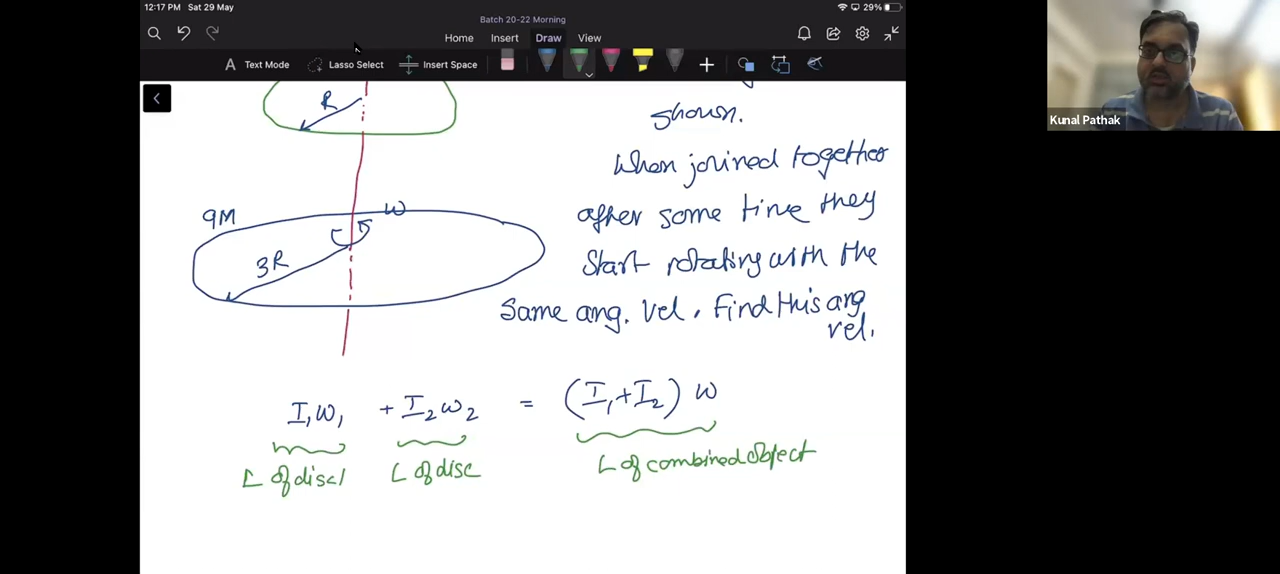 12:17 PM Sat 29 May
29%
Batch 20-22 Morning
Home Insert Draw View
Text Mode Lasso Select Insert Space
R
shown.
When joined together
after some time they
start rotating with the
same ang. vel. Find this ang
vel.
9M
ω
3R
I₁ω₁ + I₂ω₂ = (I₁+I₂) ω
L of disc1 L of disc L of combined object
Kunal Pathak